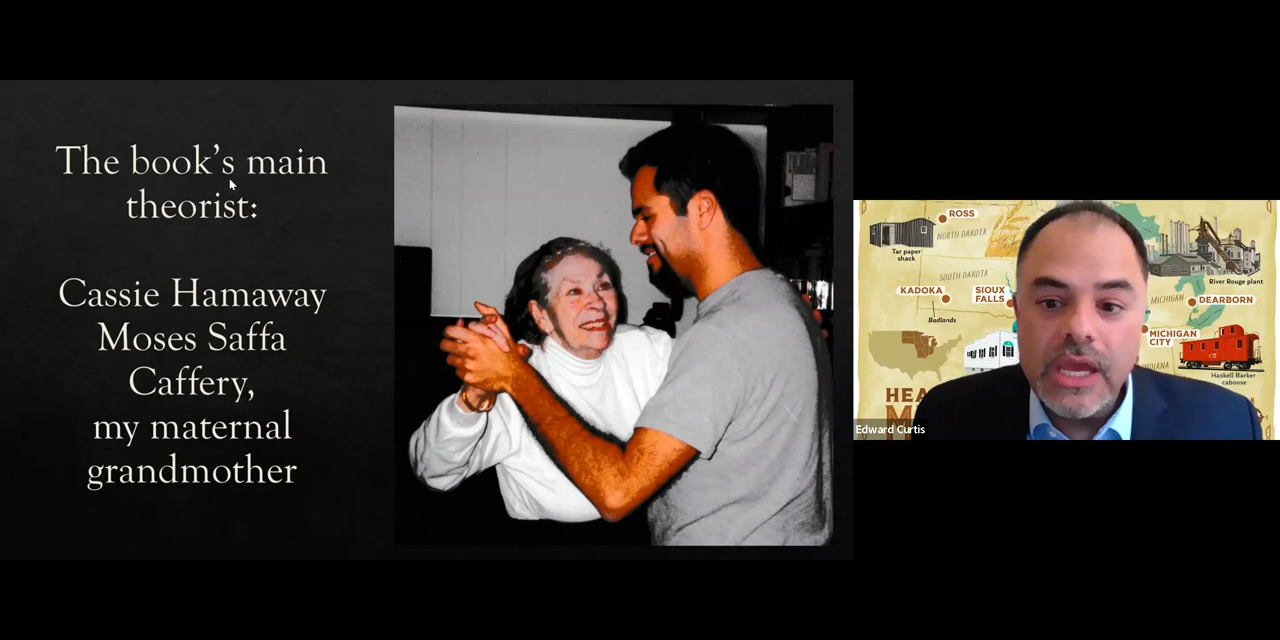 The book's main
theorist:
Cassie Hamaway
Moses Saffa
Caffery,
my maternal
grandmother
ROSS
NORTH DAKOTA
Tar paper
shack
SOUTH DAKOTA
KADOKA
SIOUX
FALLS
Badlands
River Rouge plant
MICHIGAN
DEARBORN
MICHIGAN
CITY
Haskell Barker
caboose
HEA
M
Edward Curtis